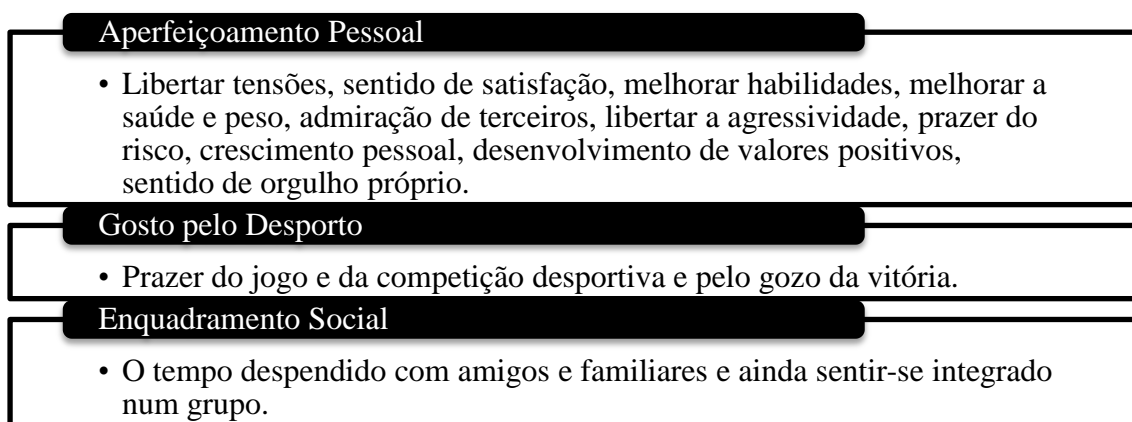 Aperfeiçoamento Pessoal
• Libertar tensões, sentido de satisfação, melhorar habilidades, melhorar a
saúde e peso, admiração de terceiros, libertar a agressividade, prazer do
risco, crescimento pessoal, desenvolvimento de valores positivos,
sentido de orgulho próprio.
Gosto pelo Desporto
• Prazer do jogo e da competição desportiva e pelo gozo da vitória.
Enquadramento Social
• O tempo despendido com amigos e familiares e ainda sentir-se integrado
num grupo.